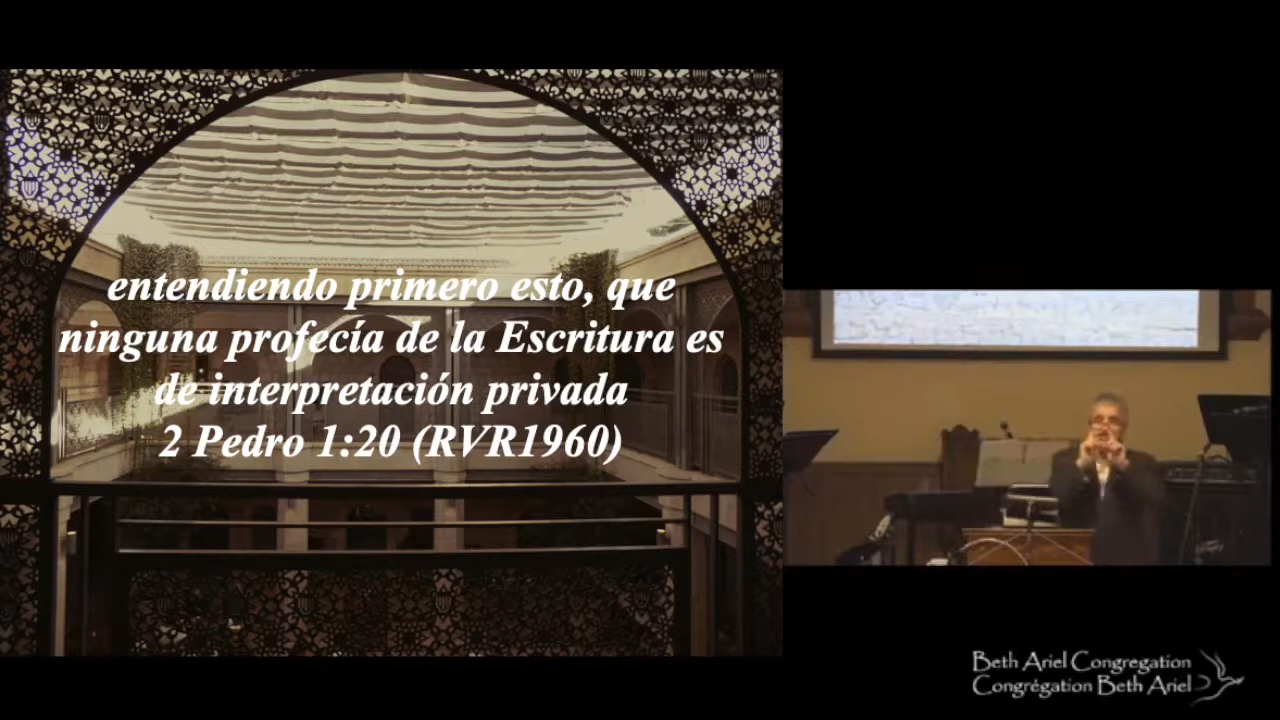 entendiendo primero esto, que
ninguna profecía de la Escritura es
de interpretación privada
2 Pedro 1:20 (RVR1960)
Beth Ariel Congregation
Congrégation Beth Ariel